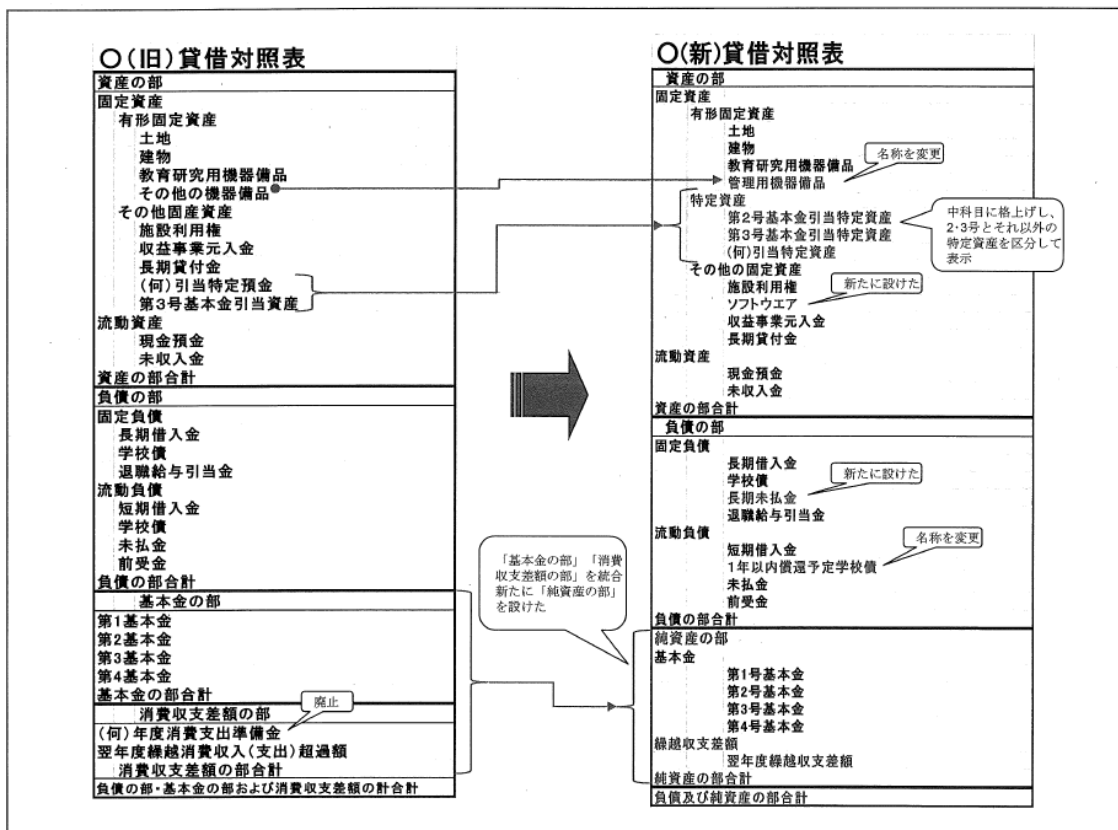 〇(旧)貸借対照表
資産の部
固定資産
有形固定資産
土地
建物
教育研究用機器備品
その他の機器備品
その他固産資産
施設利用権
収益事業元入金
長期貸付金
(何)引当特定預金
第3号基本金引当資産
流動資産
現金預金
未収入金
資産の部合計
負債の部
固定負債
長期借入金
学校債
退職給与引当金
流動負債
短期借入金
学校債
未払金
前受金
負債の部合計
基本金の部
第1基本金
第2基本金
第3基本金
第4基本金
基本金の部合計
消費収支差額の部
廃止
(何)年度消費支出準備金
翌年度繰越消費収入(支出)超過額
消費収支差額の部合計
負債の部・基本金の部および消費収支差額の計合計
「基本金の部」「消費
収支差額の部」を統合
新たに「純資産の部」
を設けた
〇(新)貸借対照表
資産の部
固定資産
有形固定資産
土地
建物
教育研究用機器備品
名称を変更
管理用機器備品
特定資産
第2号基本金引当特定資産
第3号基本金引当特定資産
(何)引当特定資産
中科目に格上げし、
2・3号とそれ以外の
特定資産を区分して
表示
その他の固定資産
施設利用権
新たに設けた
ソフトウエア
収益事業元入金
長期貸付金
流動資産
現金預金
未収入金
資産の部合計
負債の部
固定負債
長期借入金
学校債
新たに設けた
長期未払金
退職給与引当金
流動負債
名称を変更
短期借入金
1年以内償還予定学校債
未払金
前受金
負債の部合計
純資産の部
基本金
第1号基本金
第2号基本金
第3号基本金
第4号基本金
繰越収支差額
翌年度繰越収支差額
純資産の部合計
負債及び純資産の部合計